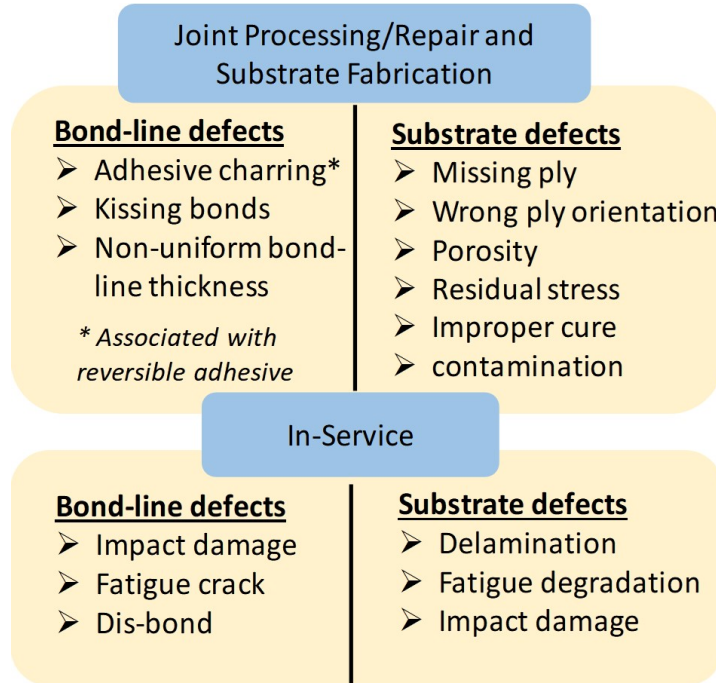 Joint Processing/Repair and
Substrate Fabrication
Bond-line defects
➢ Adhesive charring*
➢ Kissing bonds
➢ Non-uniform bond-
line thickness
* Associated with
reversible adhesive
Substrate defects
➢ Missing ply
➢ Wrong ply orientation
➢ Porosity
➢ Residual stress
➢ Improper cure
➢ contamination
In-Service
Bond-line defects
➢ Impact damage
➢ Fatigue crack
➢ Dis-bond
Substrate defects
➢ Delamination
➢ Fatigue degradation
➢ Impact damage